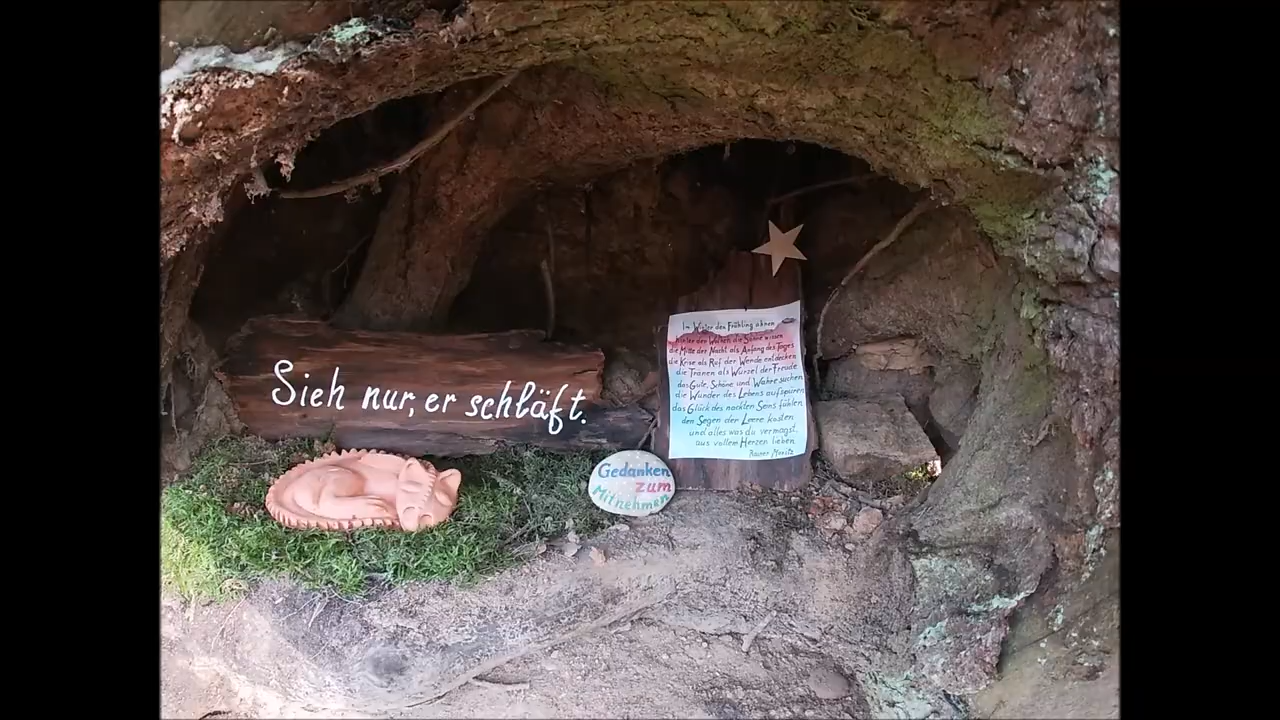 Sieh nur, er schläft.
Im Winter den Frühling ahnen
hinter den Wolken die Sonne wissen
die Mitte der Nacht als Anfang des Tages
die Krise als Ruf der Werde entdecken
die Tränen als Wurzel der Freude
das Gute, Schöne und Wahre suchen
die Wunder des Lebens aufspüren
das Glück des nackten Seins fühlen
den Segen der Leere kosten
und alles was du vermagst,
aus vollem Herzen lieben
Rainer Moritz
Gedanken
zum
Mitnehmen